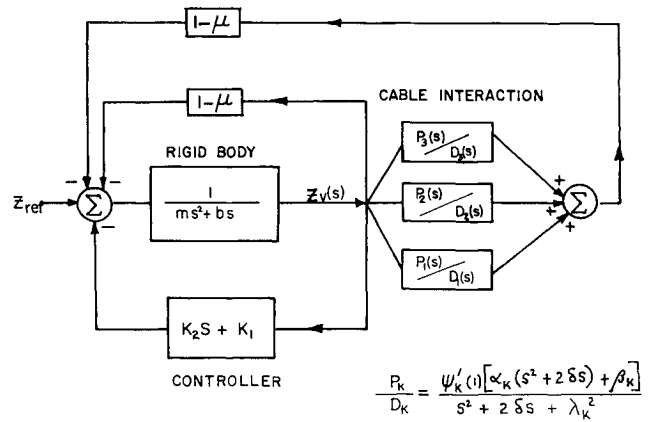 1-μ
1-μ
CABLE INTERACTION
RIGID BODY
P₃(s)/D₃(s)
Z_ref
Σ
1/(ms²+bs)
Z_V(s)
P₂(s)/D₂(s)
Σ
P₁(s)/D₁(s)
K₂S + K₁
CONTROLLER
P_K/D_K = ψ'_K(1)[α_K(s²+2δs)+β_K]/(s²+2δs+λ_K²)
− − −
+ + +